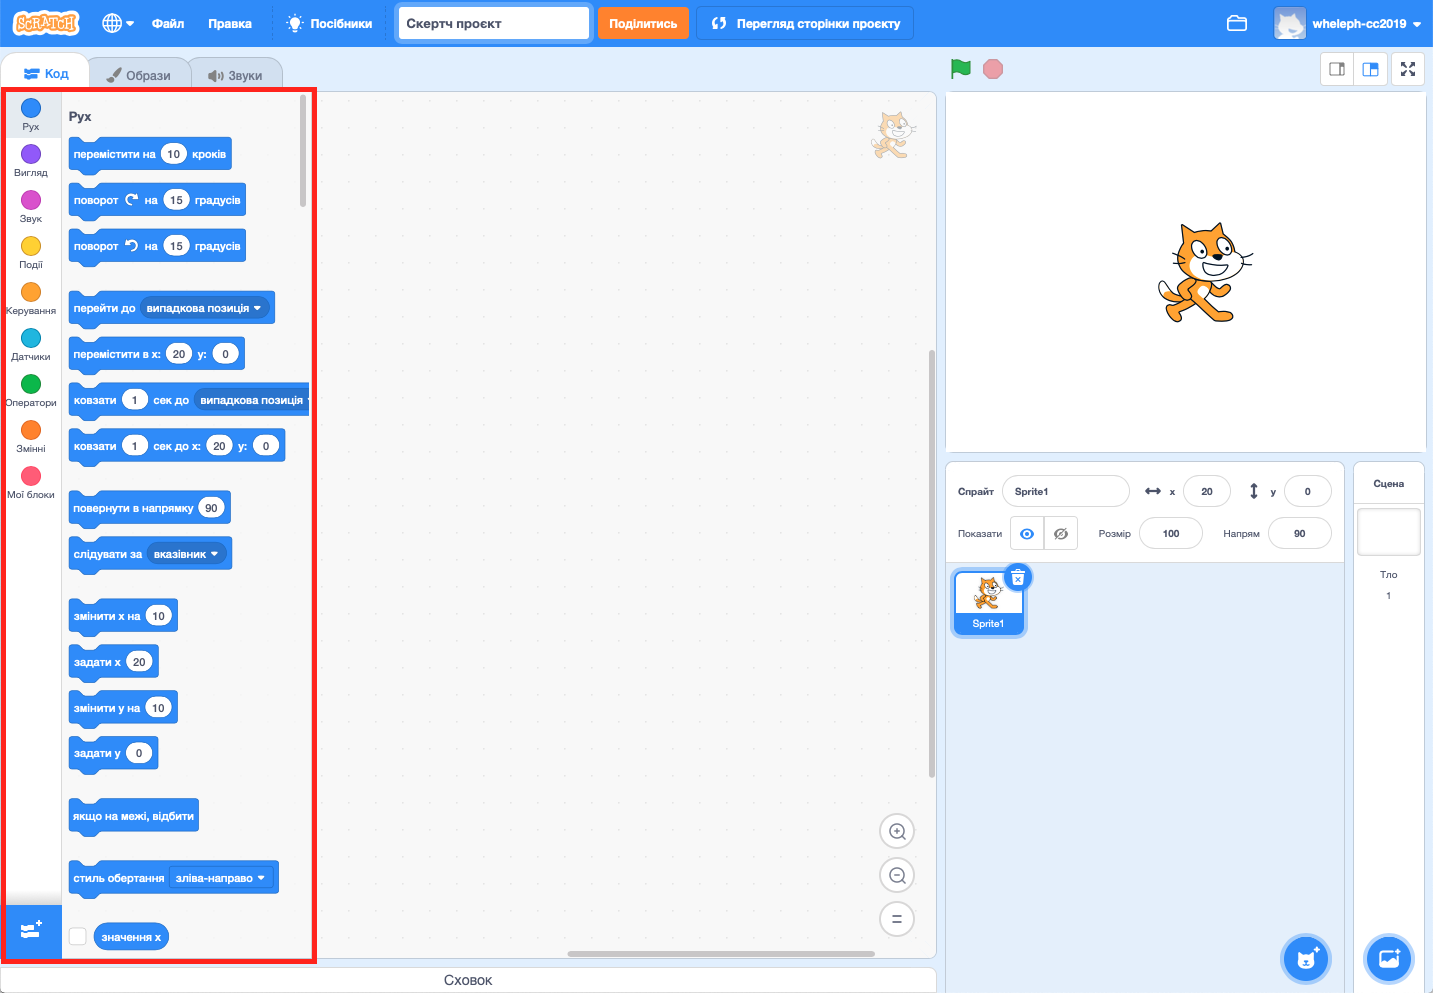 SCRATCH
Файл
Правка
Посібники
Скертч проєкт
Поділитись
Перегляд сторінки проєкту
wheleph-cc2019
Код
Образи
Звуки
Рух
Вигляд
Звук
Події
Керування
Датчики
Оператори
Змінні
Мої блоки
Рух
перемістити на 10 кроків
поворот на 15 градусів
поворот на 15 градусів
перейти до випадкова позиція
перемістити в x: 20 y: 0
ковзати 1 сек до випадкова позиція
ковзати 1 сек до x: 20 y: 0
повернути в напрямку 90
слідувати за вказівник
змінити x на 10
задати x 20
змінити y на 10
задати y 0
якщо на межі, відбити
стиль обертання зліва-направо
значення x
Сховок
Спрайт Sprite1 x 20 y 0
Показати Розмір 100 Напрям 90
Sprite1
Сцена
Тло
1